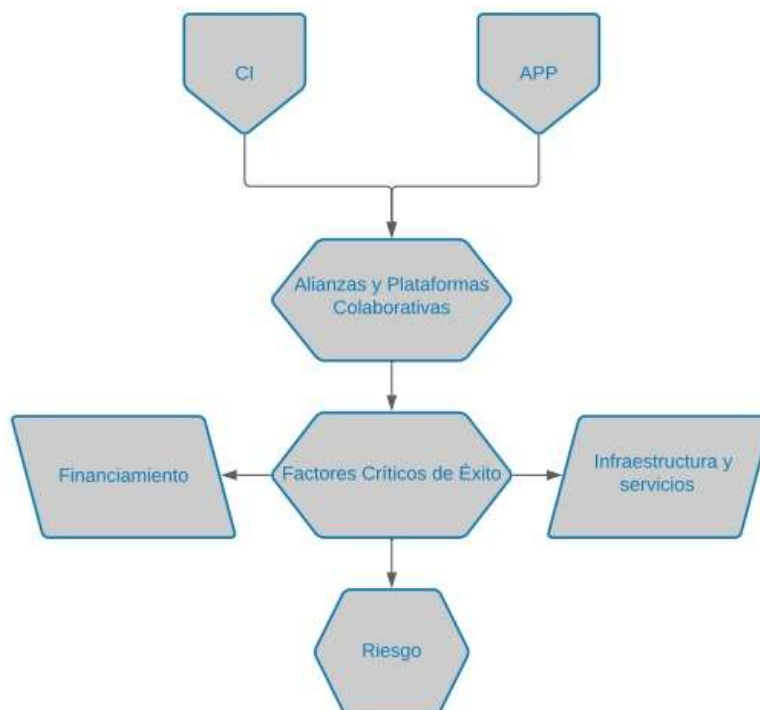 CI
APP
Alianzas y Plataformas
Colaborativas
Financiamiento
Factores Críticos de Éxito
Infraestructura y
servicios
Riesgo